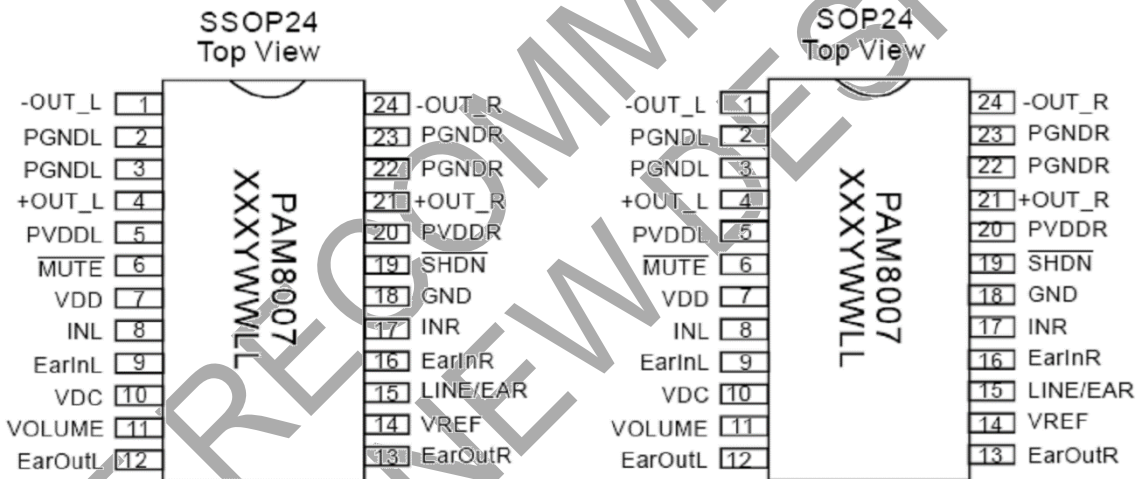 SSOP24
Top View
-OUT_L 1
PGNDL 2
PGNDL 3
+OUT_L 4
PVDDL 5
MUTE 6
VDD 7
INL 8
EarInL 9
VDC 10
VOLUME 11
EarOutL 12
PAM8007
XXXYWWLL
24 -OUT_R
23 PGNDR
22 PGNDR
21 +OUT_R
20 PVDDR
19 SHDN
18 GND
17 INR
16 EarInR
15 LINE/EAR
14 VREF
13 EarOutR
SOP24
Top View
-OUT_L 1
PGNDL 2
PGNDL 3
+OUT_L 4
PVDDL 5
MUTE 6
VDD 7
INL 8
EarInL 9
VDC 10
VOLUME 11
EarOutL 12
PAM8007
XXXYWWLL
24 -OUT_R
23 PGNDR
22 PGNDR
21 +OUT_R
20 PVDDR
19 SHDN
18 GND
17 INR
16 EarInR
15 LINE/EAR
14 VREF
13 EarOutR
RECOMM
NEW DESI